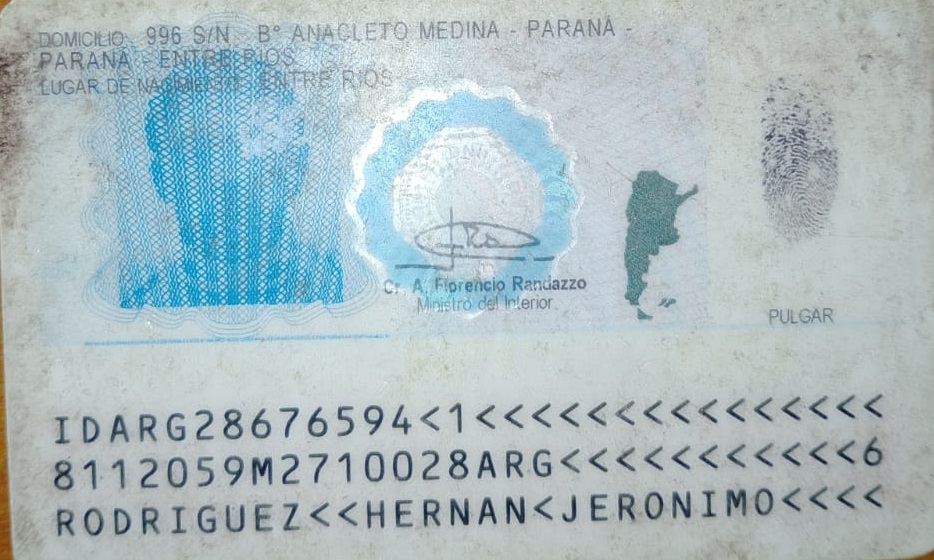 DOMICILIO: 996 S/N - B° ANACLETO MEDINA - PARANÁ -
PARANÁ - ENTRE RIOS
LUGAR DE NACIMIENTO: ENTRE RIOS
Cr. A. Florencio Randazzo
Ministro del Interior
PULGAR
IDARG28676594<1<<<<<<<<<<<<<<<
8112059M2710028ARG<<<<<<<<<<<6
RODRIGUEZ<<HERNAN<JERONIMO<<<<